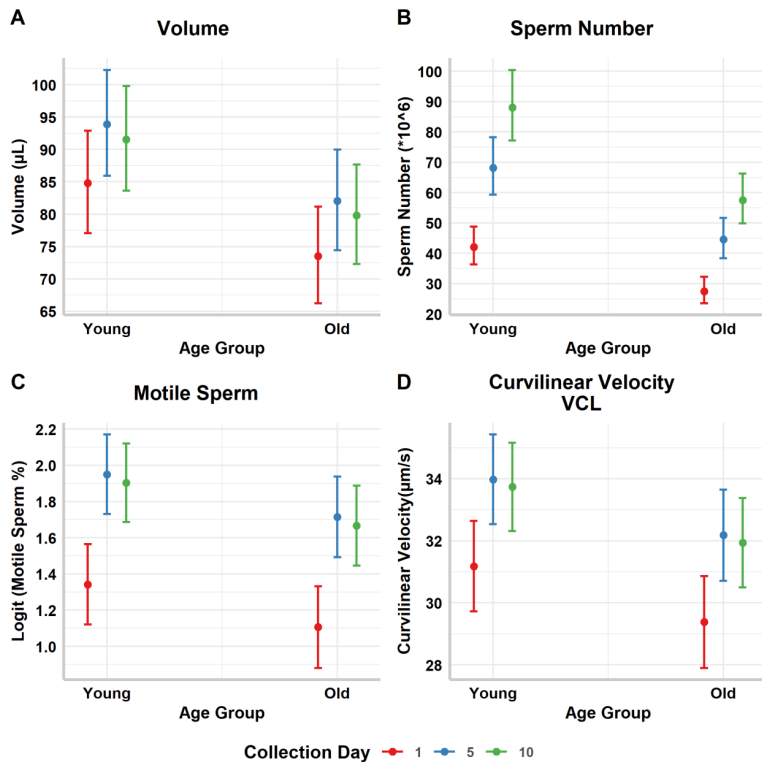 A
Volume
Volume (µL)
100
95
90
85
80
75
70
65
Young
Old
Age Group
B
Sperm Number
Sperm Number (*10^6)
100
90
80
70
60
50
40
30
20
Young
Old
Age Group
C
Motile Sperm
Logit (Motile Sperm %)
2.2
2.0
1.8
1.6
1.4
1.2
1.0
Young
Old
Age Group
D
Curvilinear Velocity
VCL
Curvilinear Velocity(µm/s)
34
32
30
28
Young
Old
Age Group
Collection Day 1 5 10